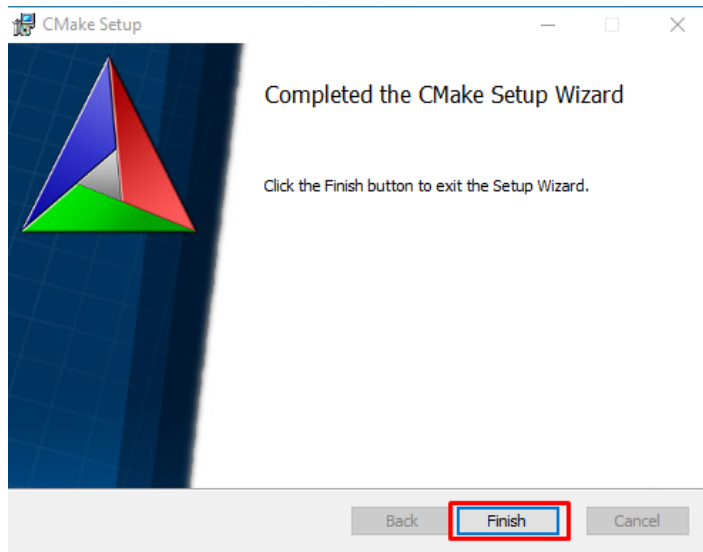 CMake Setup
Completed the CMake Setup Wizard
Click the Finish button to exit the Setup Wizard.
Back Finish Cancel